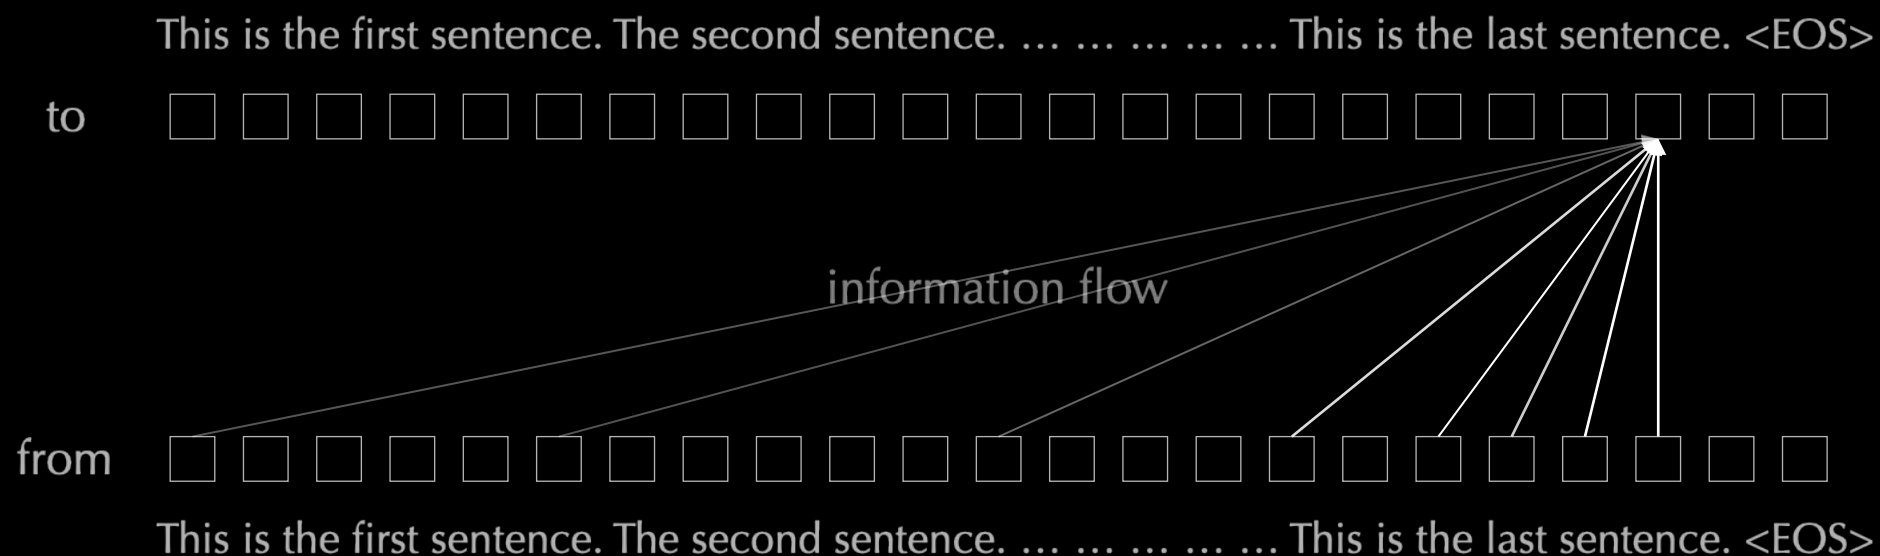 This is the first sentence. The second sentence. ... ... ... ... ... This is the last sentence. <EOS>
to
information flow
from
This is the first sentence. The second sentence. ... ... ... ... ... This is the last sentence. <EOS>